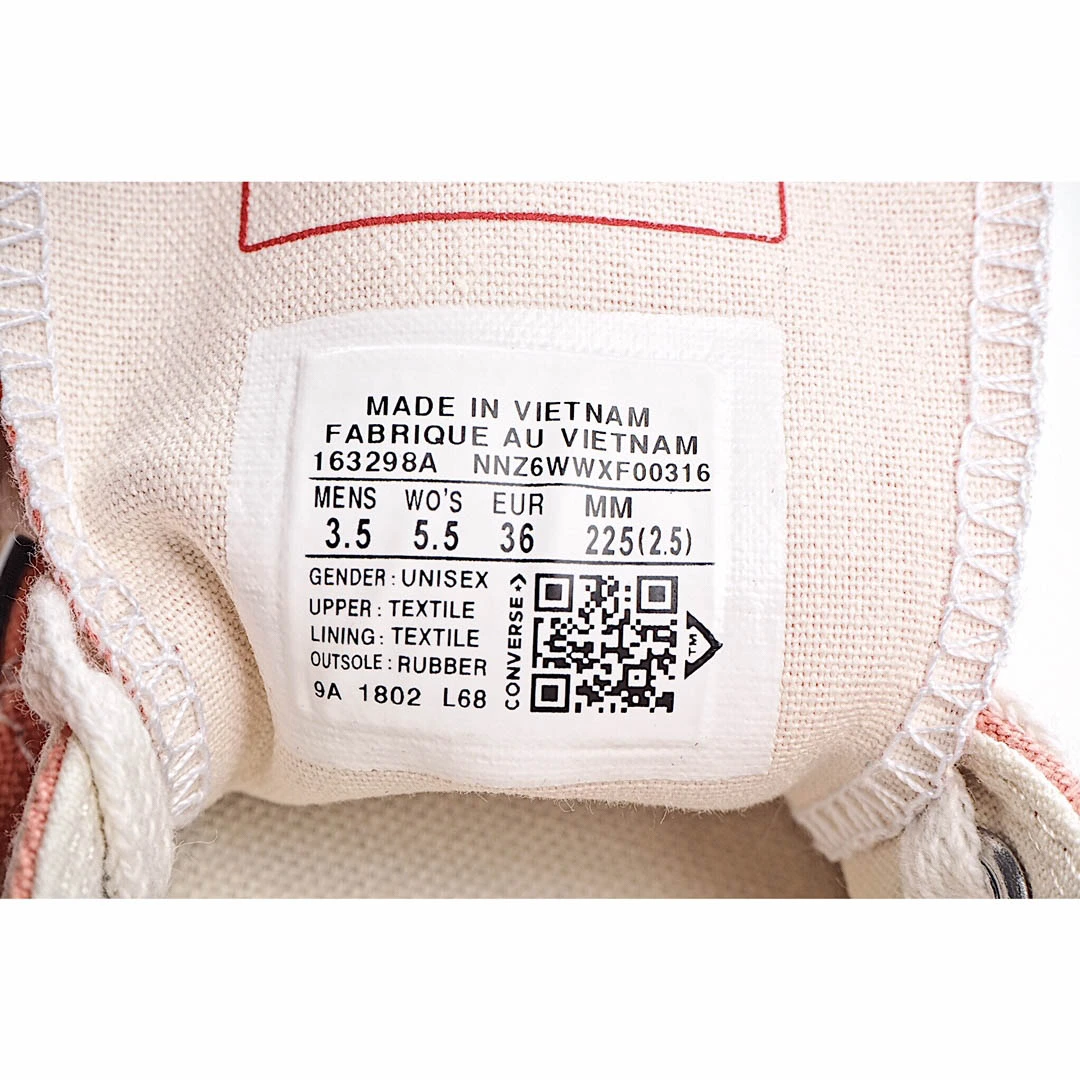 MADE IN VIETNAM
FABRIQUE AU VIETNAM
163298A NNZ6WWXF00316
MENS WO'S EUR MM
3.5 5.5 36 225(2.5)
GENDER : UNISEX
UPPER : TEXTILE
LINING : TEXTILE
OUTSOLE : RUBBER
9A 1802 L68
CONVERSE
TM